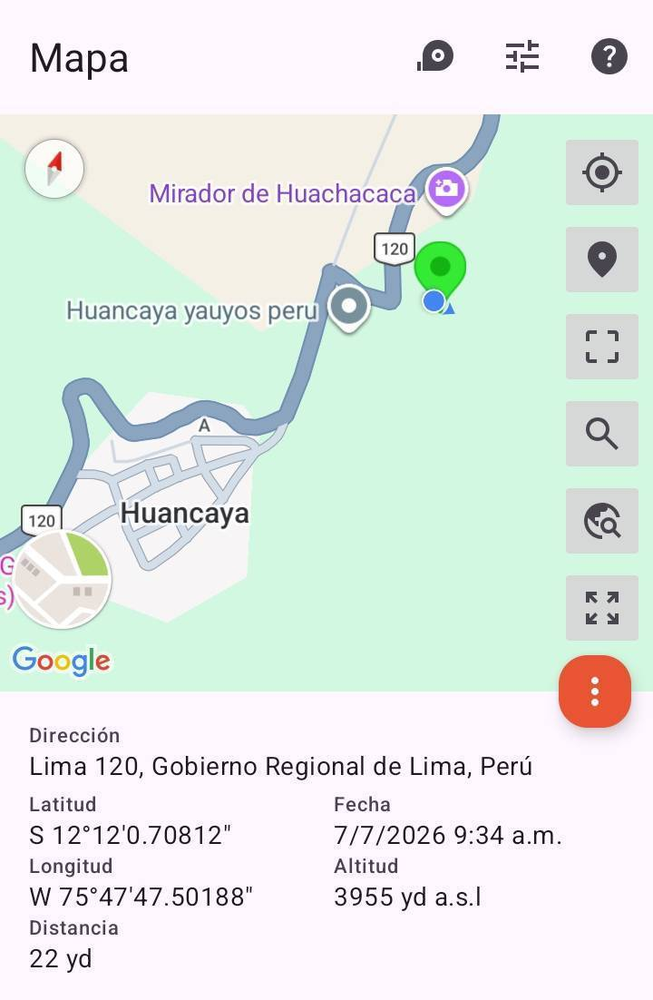 Mapa
Mirador de Huachacaca
120
Huancaya yauyos peru
A
Huancaya
120
G
s)
Google
Dirección
Lima 120, Gobierno Regional de Lima, Perú
Latitud
S 12°12'0.70812"
Fecha
7/7/2026 9:34 a.m.
Longitud
W 75°47'47.50188"
Altitud
3955 yd a.s.l
Distancia
22 yd